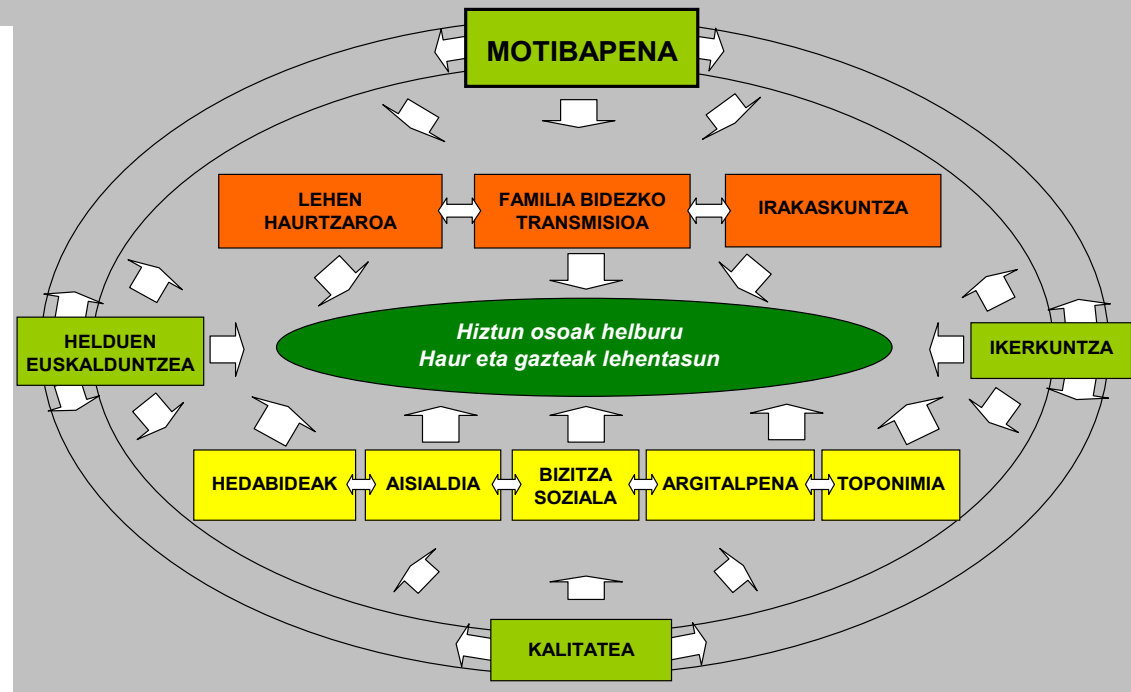 MOTIBAPENA
LEHEN
HAURTZAROA
FAMILIA BIDEZKO
TRANSMISIOA
IRAKASKUNTZA
HELDUEN
EUSKALDUNTZEA
Hiztun osoak helburu
Haur eta gazteak lehentasun
IKERKUNTZA
HEDABIDEAK
AISIALDIA
BIZITZA
SOZIALA
ARGITALPENA
TOPONIMIA
KALITATEA